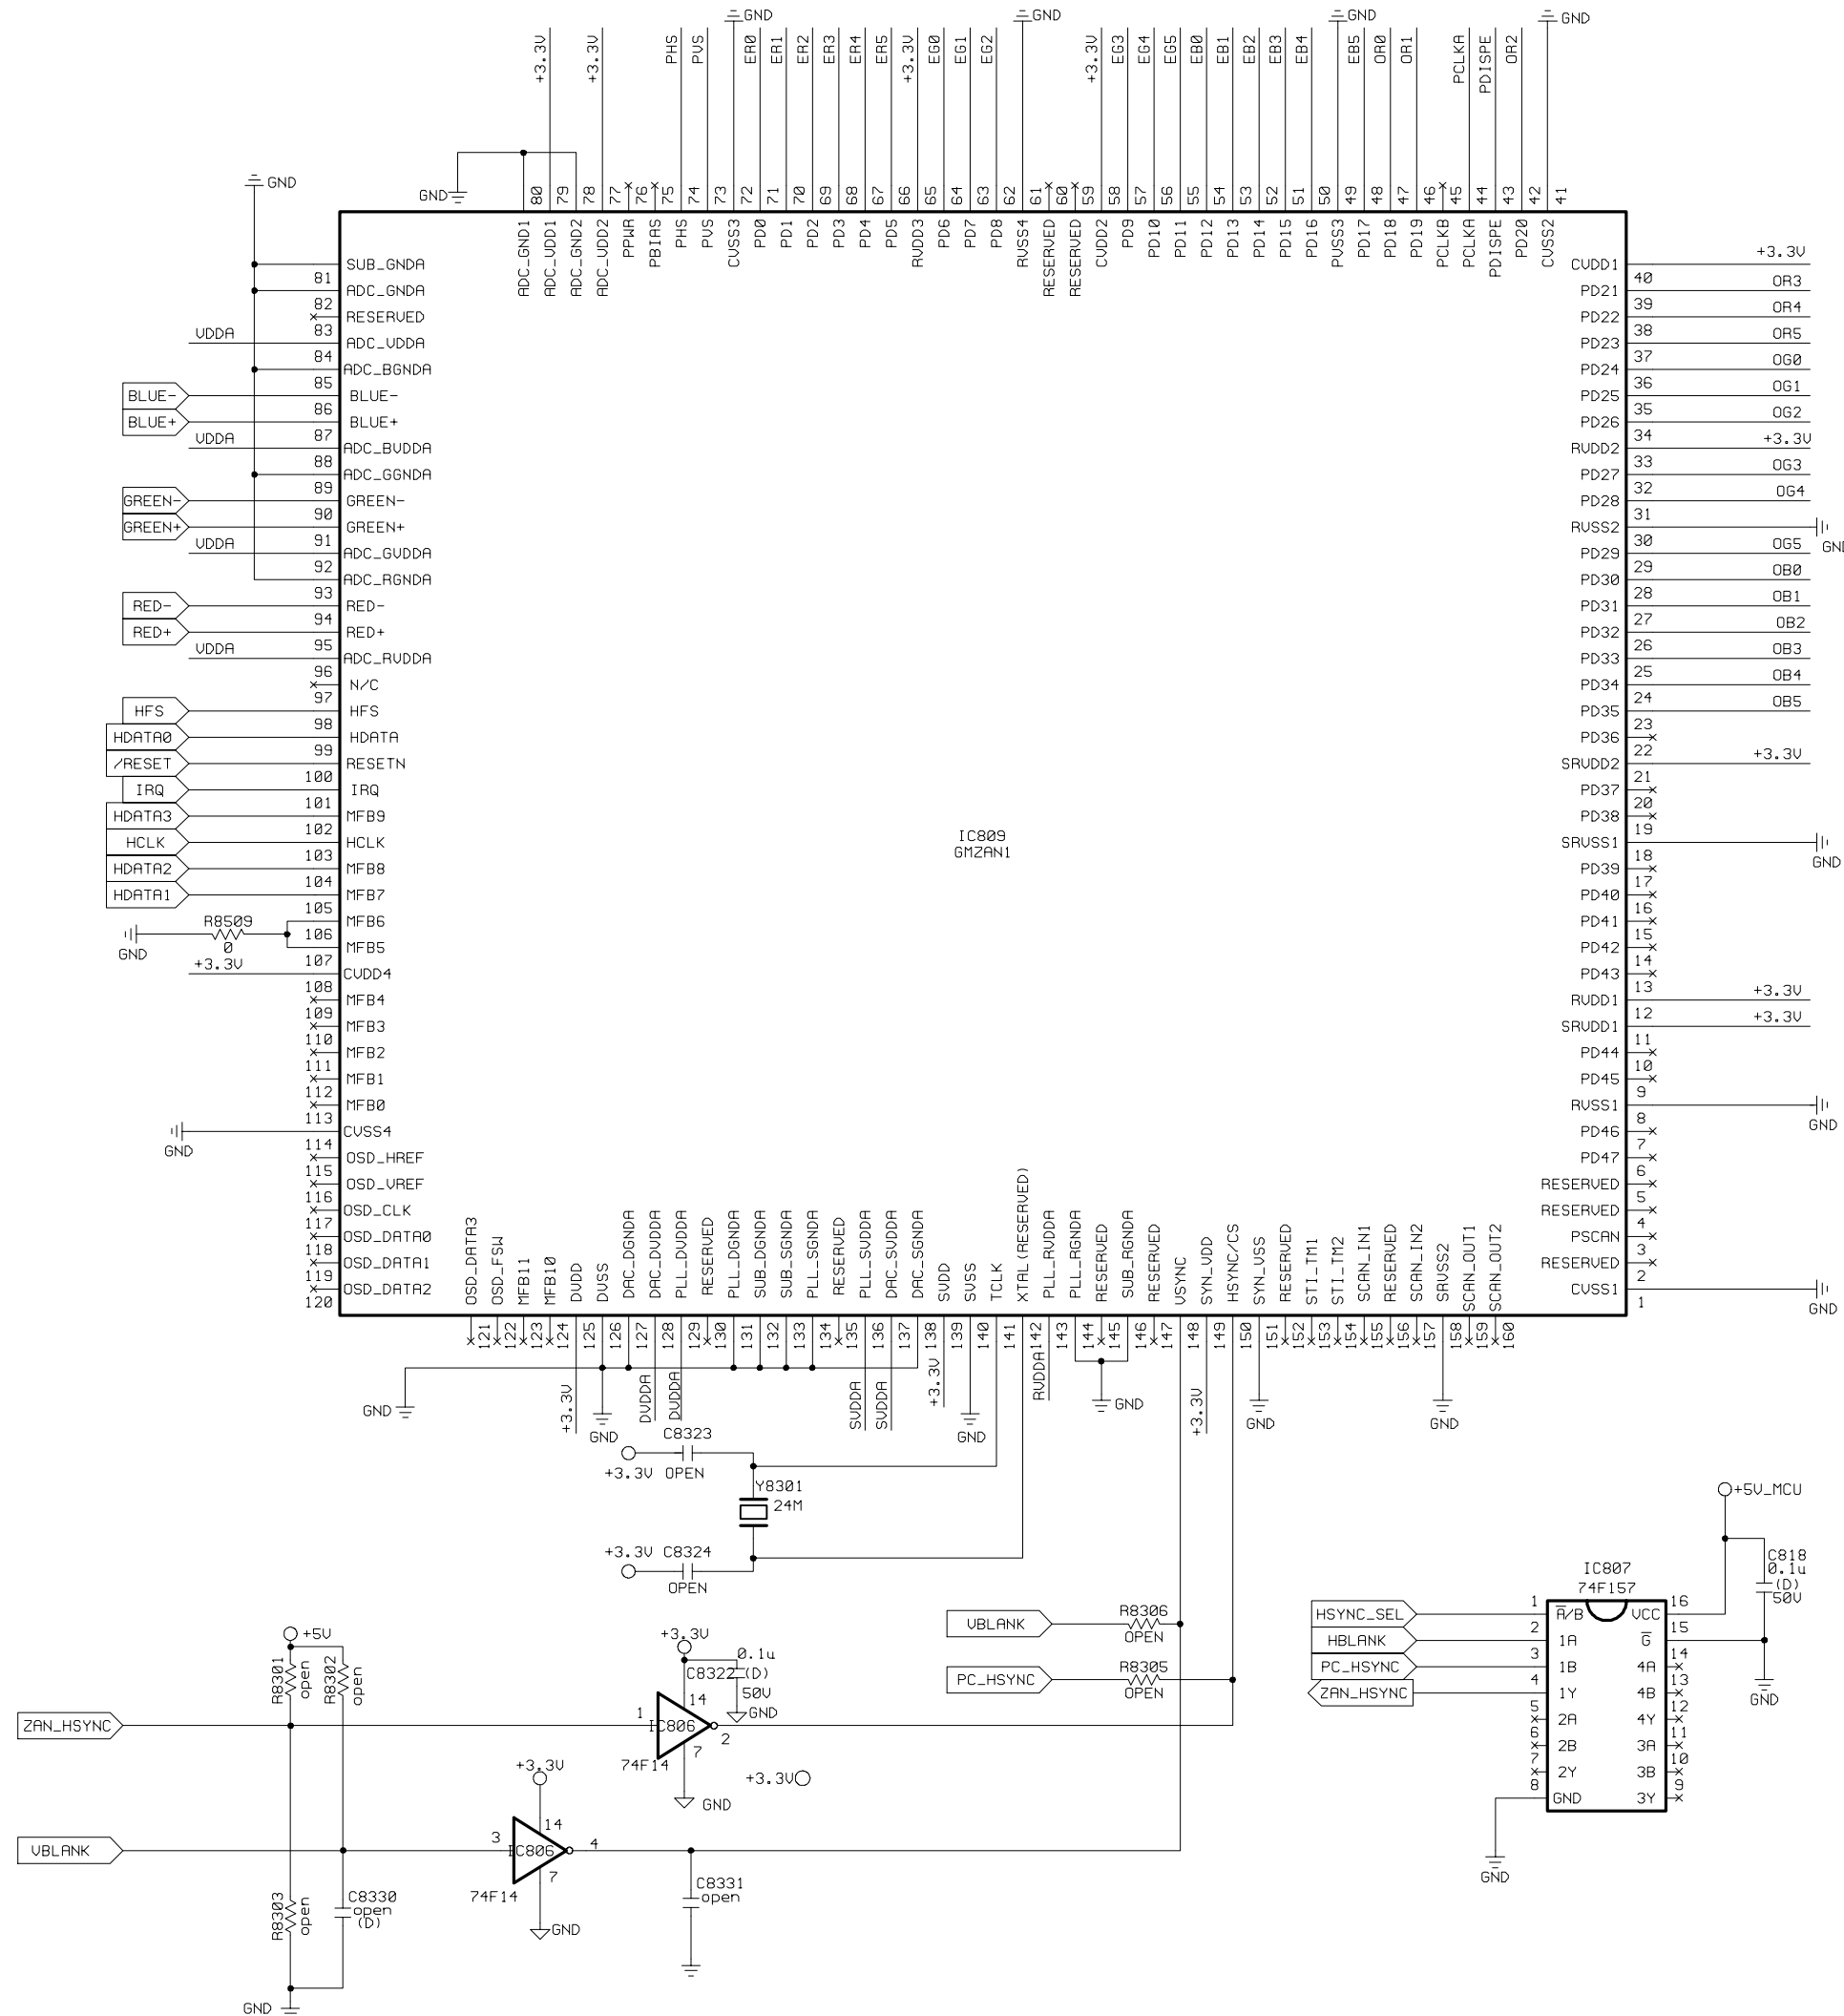 GND GND GND GND
+3.3V +3.3V PHS PVS ER0 ER1 ER2 ER3 ER4 ER5 +3.3V EG0 EG1 EG2 +3.3V EG3 EG4 EG5 EB0 EB1 EB2 EB3 EB4 EB5 OR0 OR1 PCLKA PDISPE OR2
GND GND
80 79 78 77 76 75 74 73 72 71 70 69 68 67 66 65 64 63 62 61 60 59 58 57 56 55 54 53 52 51 50 49 48 47 46 45 44 43 42 41
ADC_GND1 ADC_VDD1 ADC_GND2 ADC_VDD2 PPWR PBIAS PHS PVS CVSS3 PD0 PD1 PD2 PD3 PD4 PD5 RVDD3 PD6 PD7 PD8 RVSS4 RESERVED RESERVED CVDD2 PD9 PD10 PD11 PD12 PD13 PD14 PD15 PD16 PVSS3 PD17 PD18 PD19 PCLKB PCLKA PDISPE PD20 CVSS2
SUB_GNDA
81 ADC_GNDA
82 RESERVED
VDDA 83 ADC_VDDA
84 ADC_BGNDA
BLUE- 85 BLUE-
BLUE+ 86 BLUE+
VDDA 87 ADC_BVDDA
88 ADC_GGNDA
GREEN- 89 GREEN-
GREEN+ 90 GREEN+
VDDA 91 ADC_GVDDA
92 ADC_RGNDA
RED- 93 RED-
RED+ 94 RED+
VDDA 95 ADC_RVDDA
96 N/C
HFS 97 HFS
HDATA0 98 HDATA
/RESET 99 RESETN
IRQ 100 IRQ
HDATA3 101 MFB9
HCLK 102 HCLK
HDATA2 103 MFB8
HDATA1 104 MFB7
R8509 105 MFB6
GND 0 106 MFB5
+3.3V 107 CVDD4
108 MFB4
109 MFB3
110 MFB2
111 MFB1
112 MFB0
GND 113 CVSS4
114 OSD_HREF
115 OSD_VREF
116 OSD_CLK
117 OSD_DATA0
118 OSD_DATA1
119 OSD_DATA2
120
IC809
GMZAN1
CVDD1 +3.3V
PD21 40 OR3
PD22 39 OR4
PD23 38 OR5
PD24 37 OG0
PD25 36 OG1
PD26 35 OG2
RVDD2 34 +3.3V
PD27 33 OG3
PD28 32 OG4
RVSS2 31 GND
PD29 30 OG5
PD30 29 OB0
PD31 28 OB1
PD32 27 OB2
PD33 26 OB3
PD34 25 OB4
PD35 24 OB5
PD36 23
SRVDD2 22 +3.3V
PD37 21
PD38 20
SRVSS1 19 GND
PD39 18
PD40 17
PD41 16
PD42 15
PD43 14
RVDD1 13 +3.3V
SRVDD1 12 +3.3V
PD44 11
PD45 10
RVSS1 9 GND
PD46 8
PD47 7
RESERVED 6
RESERVED 5
PSCAN 4
RESERVED 3
CVSS1 2 GND
1
OSD_DATA3 OSD_FSW MFB11 MFB10 DVDD DVSS DAC_DGNDA DAC_DVDDA PLL_DVDDA RESERVED PLL_DGNDA SUB_DGNDA SUB_SGNDA PLL_SGNDA RESERVED PLL_SVDDA DAC_SVDDA DAC_SGNDA SVDD SVSS TCLK XTAL(RESERVED) PLL_RVDDA PLL_RGNDA RESERVED SUB_RGNDA RESERVED VSYNC SYN_VDD HSYNC/CS SYN_VSS RESERVED STI_TM1 STI_TM2 SCAN_IN1 RESERVED SCAN_IN2 SRVSS2 SCAN_OUT1 SCAN_OUT2
121 122 123 124 125 126 127 128 129 130 131 132 133 134 135 136 137 138 139 140 141 142 143 144 145 146 147 148 149 150 151 152 153 154 155 156 157 158 159 160
GND +3.3V GND DVDDA DVDDA SVDDA SVDDA +3.3V GND RVDDA GND +3.3V GND GND
C8323
+3.3V OPEN
Y8301
24M
+3.3V C8324
OPEN
+5V_MCU
C818
0.1u
(D)
50V
IC807
74F157
HSYNC_SEL 1 A/B VCC 16
HBLANK 2 1A G 15
PC_HSYNC 3 1B 4A 14
ZAN_HSYNC 4 1Y 4B 13
5 2A 4Y 12
6 2B 3A 11
7 2Y 3B 10
8 GND 3Y 9
GND
GND
VBLANK R8306
OPEN
PC_HSYNC R8305
OPEN
+5V
R8301 open R8302 open
+3.3V
0.1u
C8322 (D)
50V
GND
ZAN_HSYNC 1 IC806 14 2
7
74F14
GND
+3.3V
+3.3V
VBLANK 3 IC806 14 4
7
74F14
GND
R8303 open
C8330
open
(D)
C8331
open
GND